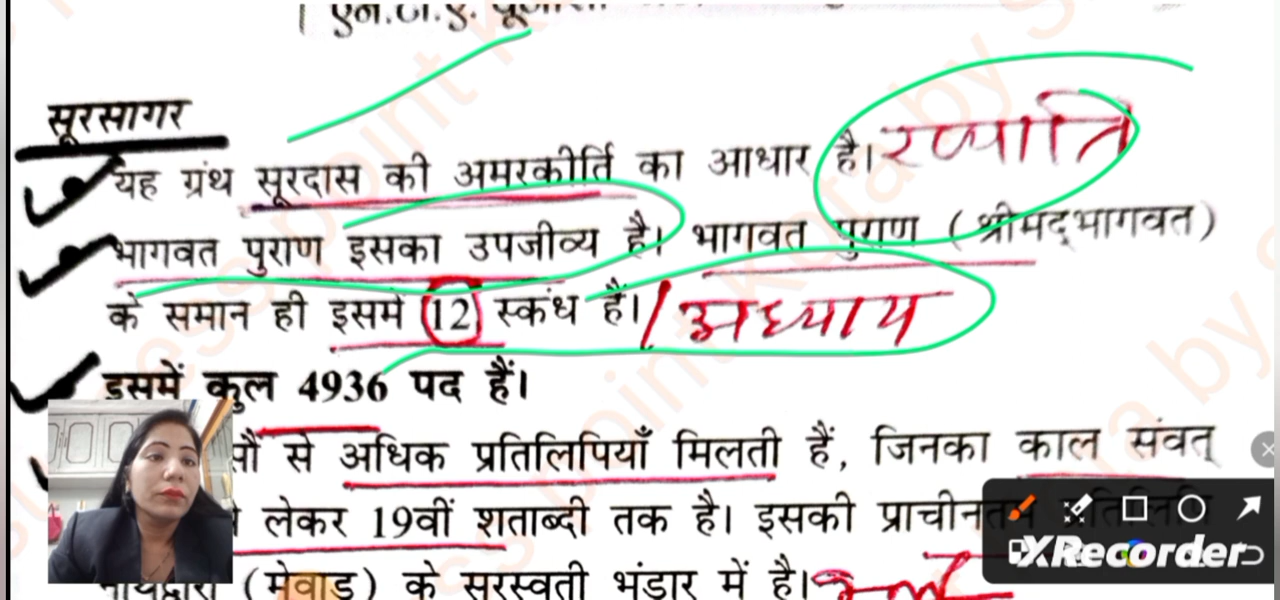 सूरसागर
यह ग्रंथ सूरदास की अमरकीर्ति का आधार है। ख्याति
भागवत पुराण इसका उपजीव्य है। भागवत पुराण (श्रीमद्भागवत)
के समान ही इसमें 12 स्कंध हैं। / अध्याय
इसमें कुल 4936 पद हैं।
सौ से अधिक प्रतिलिपियाँ मिलती हैं, जिनका काल संवत्
लेकर 19वीं शताब्दी तक है। इसकी प्राचीनतम प्रतिलिपि
(मेवाड़) के सरस्वती भंडार में है।
XRecorder